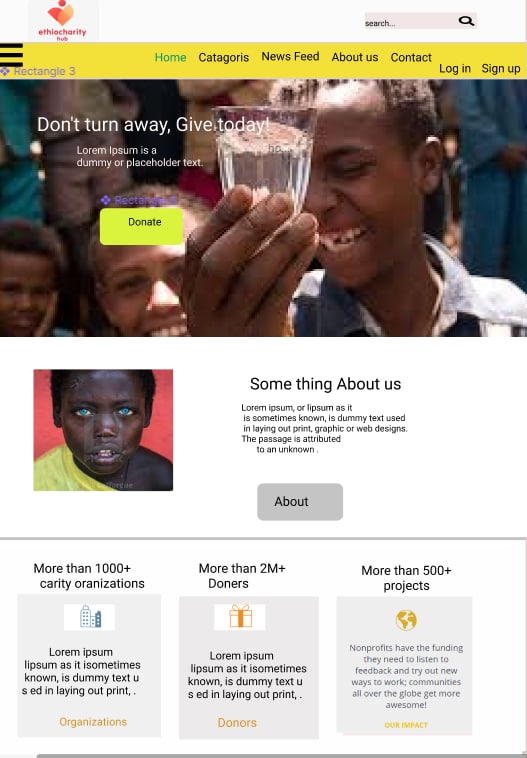 ethiocharity
hub
search...
Home Catagoris News Feed About us Contact
Log in Sign up
Rectangle 3
Don't turn away, Give today!
Lorem Ipsum is a
dummy or placeholder text.
Donate
Some thing About us
Lorem ipsum, or lipsum as it
is sometimes known, is dummy text used
in laying out print, graphic or web designs.
The passage is attributed
to an unknown .
About
More than 1000+
carity oranizations
Lorem ipsum
lipsum as it isometimes
known, is dummy text u
s ed in laying out print, .
Organizations
More than 2M+
Doners
Lorem ipsum
lipsum as it isometimes
known, is dummy text u
s ed in laying out print, .
Donors
More than 500+
projects
Nonprofits have the funding
they need to listen to
feedback and try out new
ways to work; communities
all over the globe get more
awesome!
OUR IMPACT